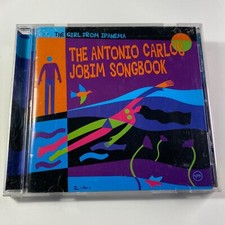 THE GIRL FROM IPANEMA
THE ANTONIO CARLOS
JOBIM SONGBOOK